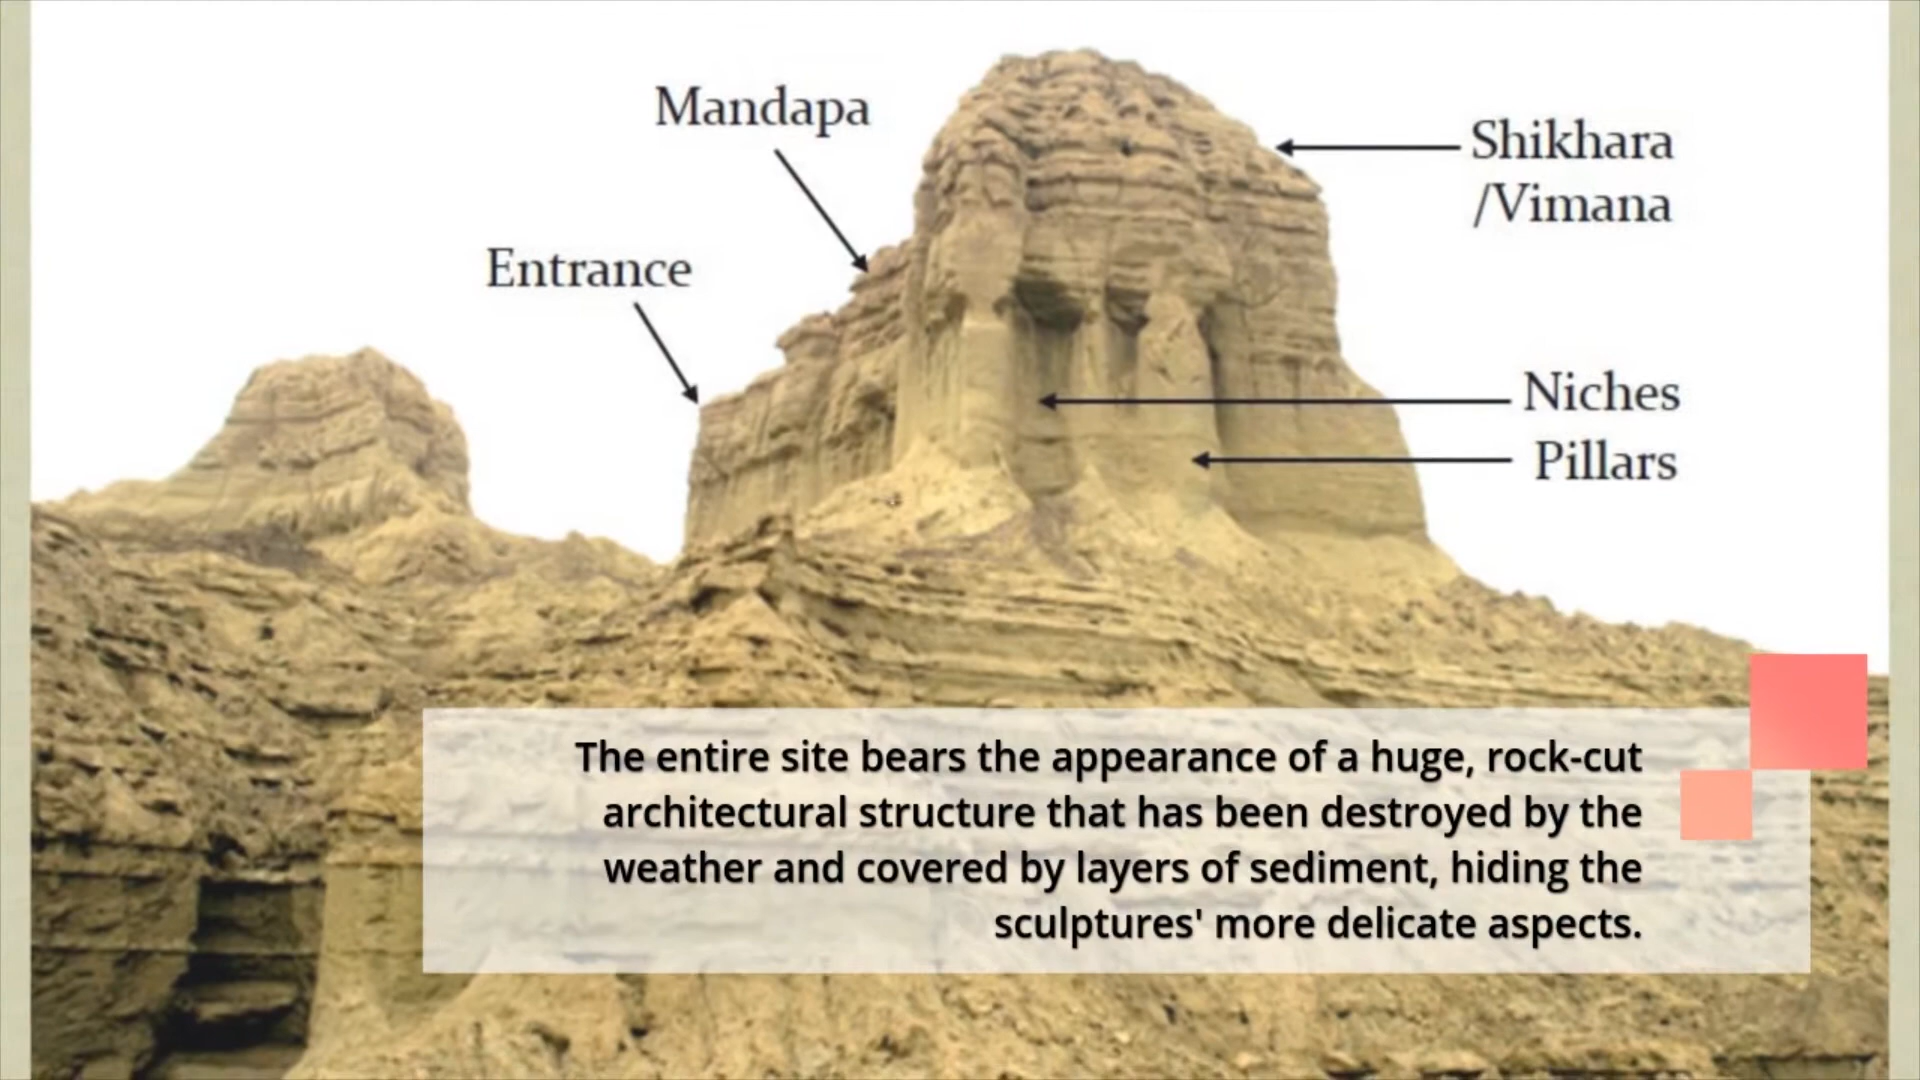 Mandapa
Shikhara
/Vimana
Entrance
Niches
Pillars
The entire site bears the appearance of a huge, rock-cut
architectural structure that has been destroyed by the
weather and covered by layers of sediment, hiding the
sculptures' more delicate aspects.